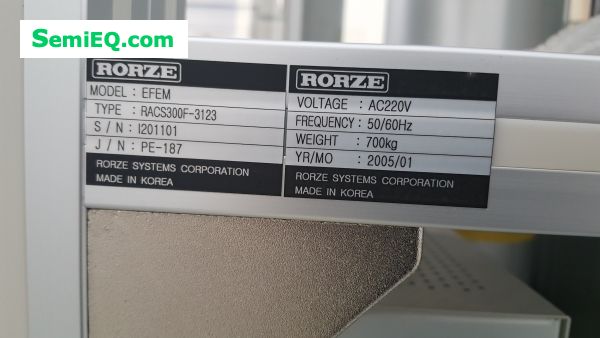 SemiEQ.com
RORZE
MODEL : EFEM
TYPE : RACS300F-3123
S / N : I201101
J / N : PE-187
RORZE SYSTEMS CORPORATION
MADE IN KOREA
RORZE
VOLTAGE : AC220V
FREQUENCY : 50/60Hz
WEIGHT : 700kg
YR/MO : 2005/01
RORZE SYSTEMS CORPORATION
MADE IN KOREA